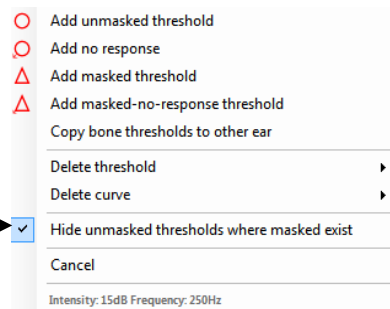 Add unmasked threshold
Add no response
Add masked threshold
Add masked-no-response threshold
Copy bone thresholds to other ear
Delete threshold
Delete curve
Hide unmasked thresholds where masked exist
Cancel
Intensity: 15dB Frequency: 250Hz